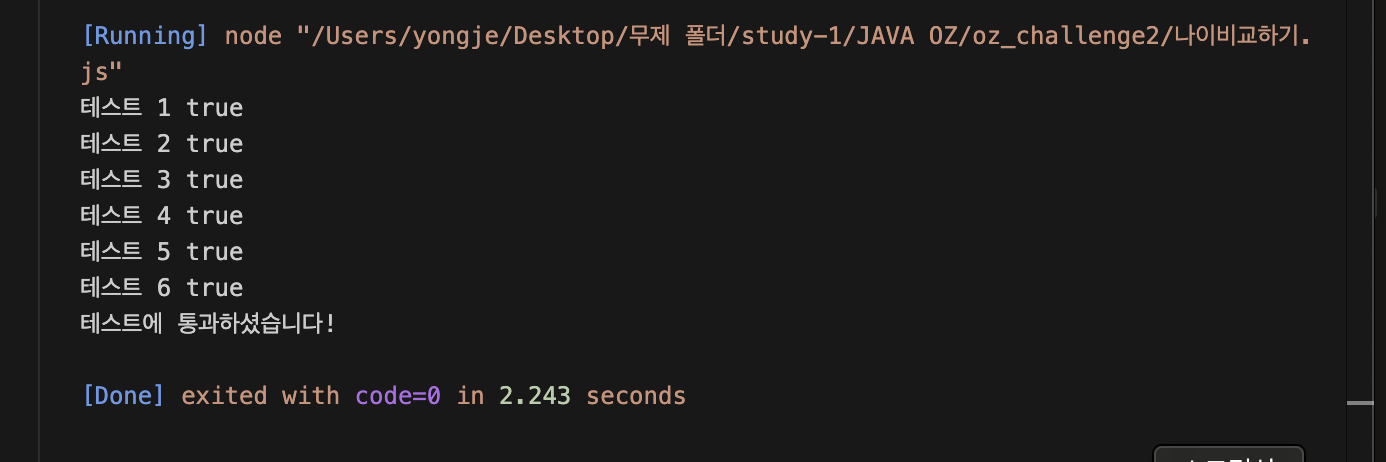 [Running] node "/Users/yongje/Desktop/무제 폴더/study-1/JAVA OZ/oz_challenge2/나이비교하기.
js"
테스트 1 true
테스트 2 true
테스트 3 true
테스트 4 true
테스트 5 true
테스트 6 true
테스트에 통과하셨습니다!
[Done] exited with code=0 in 2.243 seconds